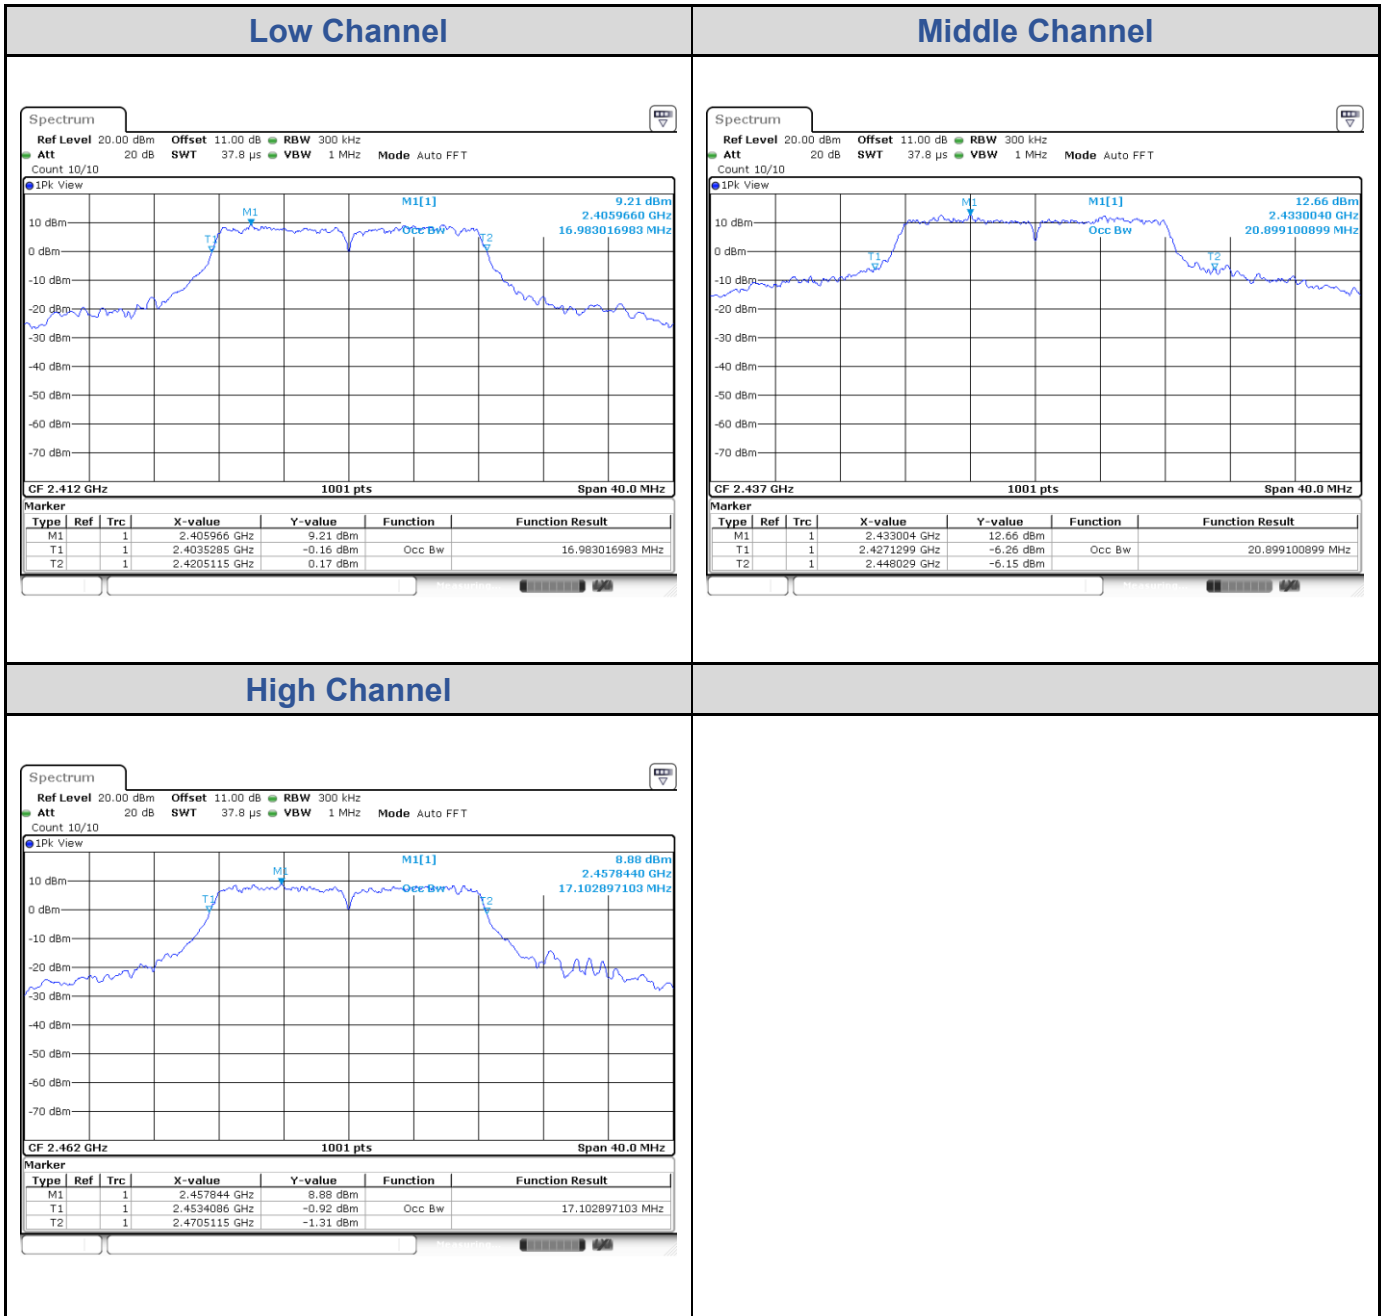 Low Channel
Middle Channel
Spectrum
Ref Level 20.00 dBm Offset 11.00 dB RBW 300 kHz
Att 20 dB SWT 37.8 µs VBW 1 MHz Mode Auto FFT
Count 10/10
1Pk View
M1[1] 9.21 dBm
2.4059660 GHz
Occ Bw 16.983016983 MHz
M1
T1
T2
10 dBm
0 dBm
-10 dBm
-20 dBm
-30 dBm
-40 dBm
-50 dBm
-60 dBm
-70 dBm
CF 2.412 GHz 1001 pts Span 40.0 MHz
Marker
Type Ref Trc X-value Y-value Function Function Result
M1 1 2.405966 GHz 9.21 dBm
T1 1 2.4035285 GHz -0.16 dBm Occ Bw 16.983016983 MHz
T2 1 2.4205115 GHz 0.17 dBm
Spectrum
Ref Level 20.00 dBm Offset 11.00 dB RBW 300 kHz
Att 20 dB SWT 37.8 µs VBW 1 MHz Mode Auto FFT
Count 10/10
1Pk View
M1[1] 12.66 dBm
2.4330040 GHz
Occ Bw 20.899100899 MHz
M1
T1
T2
10 dBm
0 dBm
-10 dBm
-20 dBm
-30 dBm
-40 dBm
-50 dBm
-60 dBm
-70 dBm
CF 2.437 GHz 1001 pts Span 40.0 MHz
Marker
Type Ref Trc X-value Y-value Function Function Result
M1 1 2.433004 GHz 12.66 dBm
T1 1 2.4271299 GHz -6.26 dBm Occ Bw 20.899100899 MHz
T2 1 2.448029 GHz -6.15 dBm
High Channel
Spectrum
Ref Level 20.00 dBm Offset 11.00 dB RBW 300 kHz
Att 20 dB SWT 37.8 µs VBW 1 MHz Mode Auto FFT
Count 10/10
1Pk View
M1[1] 8.88 dBm
2.4578440 GHz
Occ Bw 17.102897103 MHz
M1
T1
T2
10 dBm
0 dBm
-10 dBm
-20 dBm
-30 dBm
-40 dBm
-50 dBm
-60 dBm
-70 dBm
CF 2.462 GHz 1001 pts Span 40.0 MHz
Marker
Type Ref Trc X-value Y-value Function Function Result
M1 1 2.457844 GHz 8.88 dBm
T1 1 2.4534086 GHz -0.92 dBm Occ Bw 17.102897103 MHz
T2 1 2.4705115 GHz -1.31 dBm